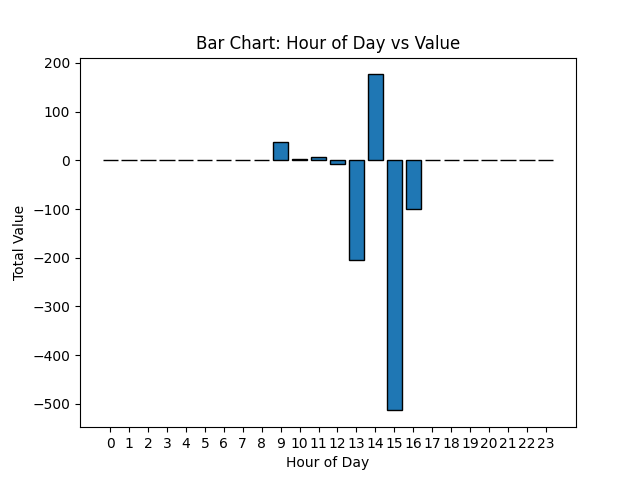 Bar Chart: Hour of Day vs Value
200
100
0
−100
−200
−300
−400
−500
Total Value
0 1 2 3 4 5 6 7 8 9 10 11 12 13 14 15 16 17 18 19 20 21 22 23
Hour of Day